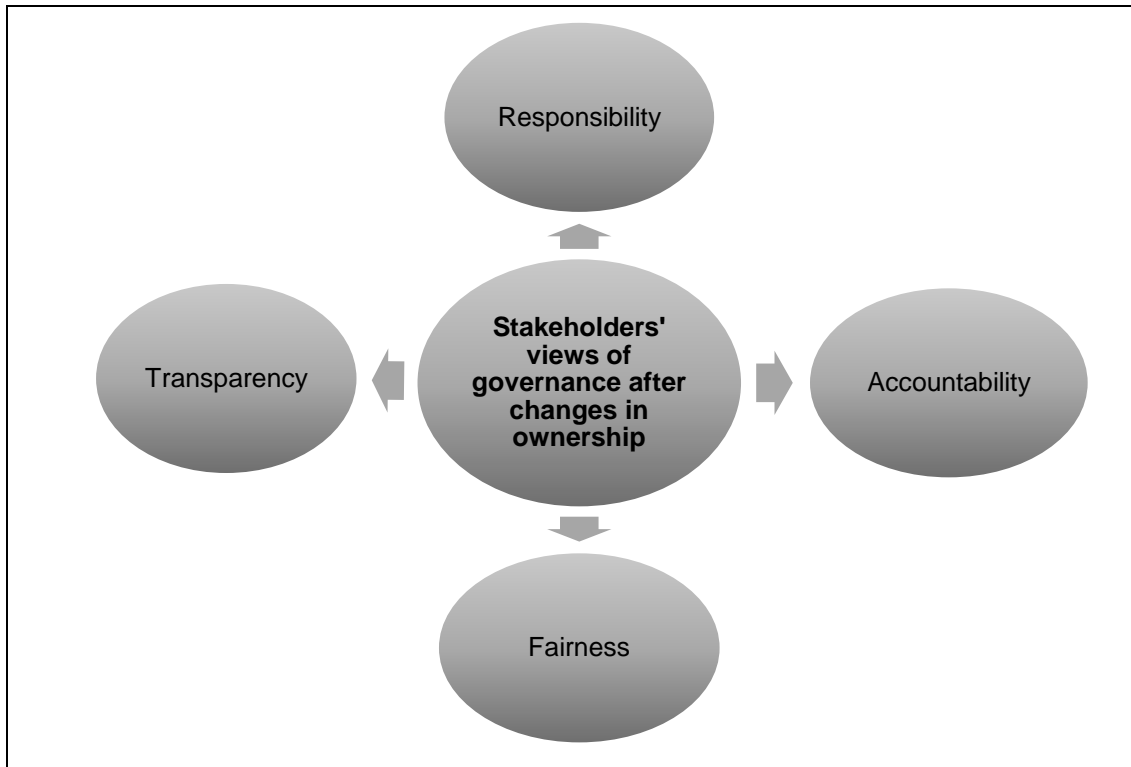 Responsibility
Transparency
Stakeholders'
views of
governance after
changes in
ownership
Accountability
Fairness